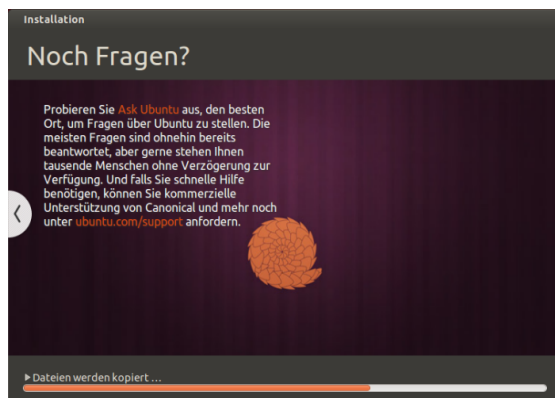 Installation
Noch Fragen?
Probieren Sie Ask Ubuntu aus, den besten
Ort, um Fragen über Ubuntu zu stellen. Die
meisten Fragen sind ohnehin bereits
beantwortet, aber gerne stehen Ihnen
tausende Menschen ohne Verzögerung zur
Verfügung. Und falls Sie schnelle Hilfe
benötigen, können Sie kommerzielle
Unterstützung von Canonical und mehr noch
unter ubuntu.com/support anfordern.
Dateien werden kopiert …